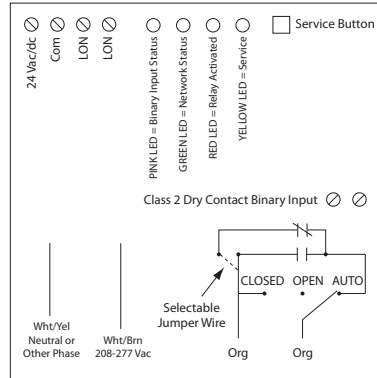 24 Vac/dc
Com
LON
LON
PINK LED = Binary Input Status
GREEN LED = Network Status
RED LED = Relay Activated
YELLOW LED = Service
Service Button
Class 2 Dry Contact Binary Input
CLOSED
OPEN
AUTO
Selectable
Jumper Wire
Wht/Yel
Neutral or
Other Phase
Wht/Brn
208-277 Vac
Org
Org